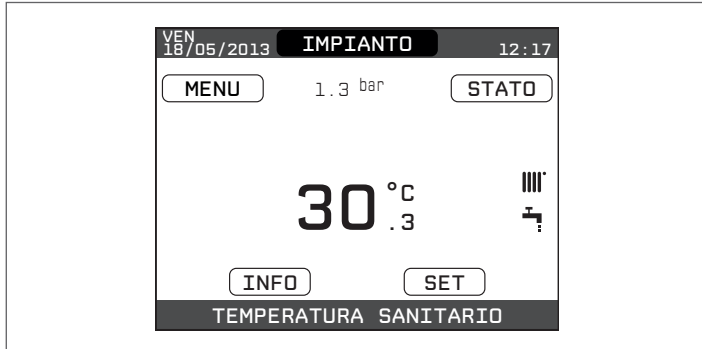 VEN
18/05/2013 IMPIANTO 12:17
MENU 1.3 bar STATO
30.3 °C
INFO SET
TEMPERATURA SANITARIO